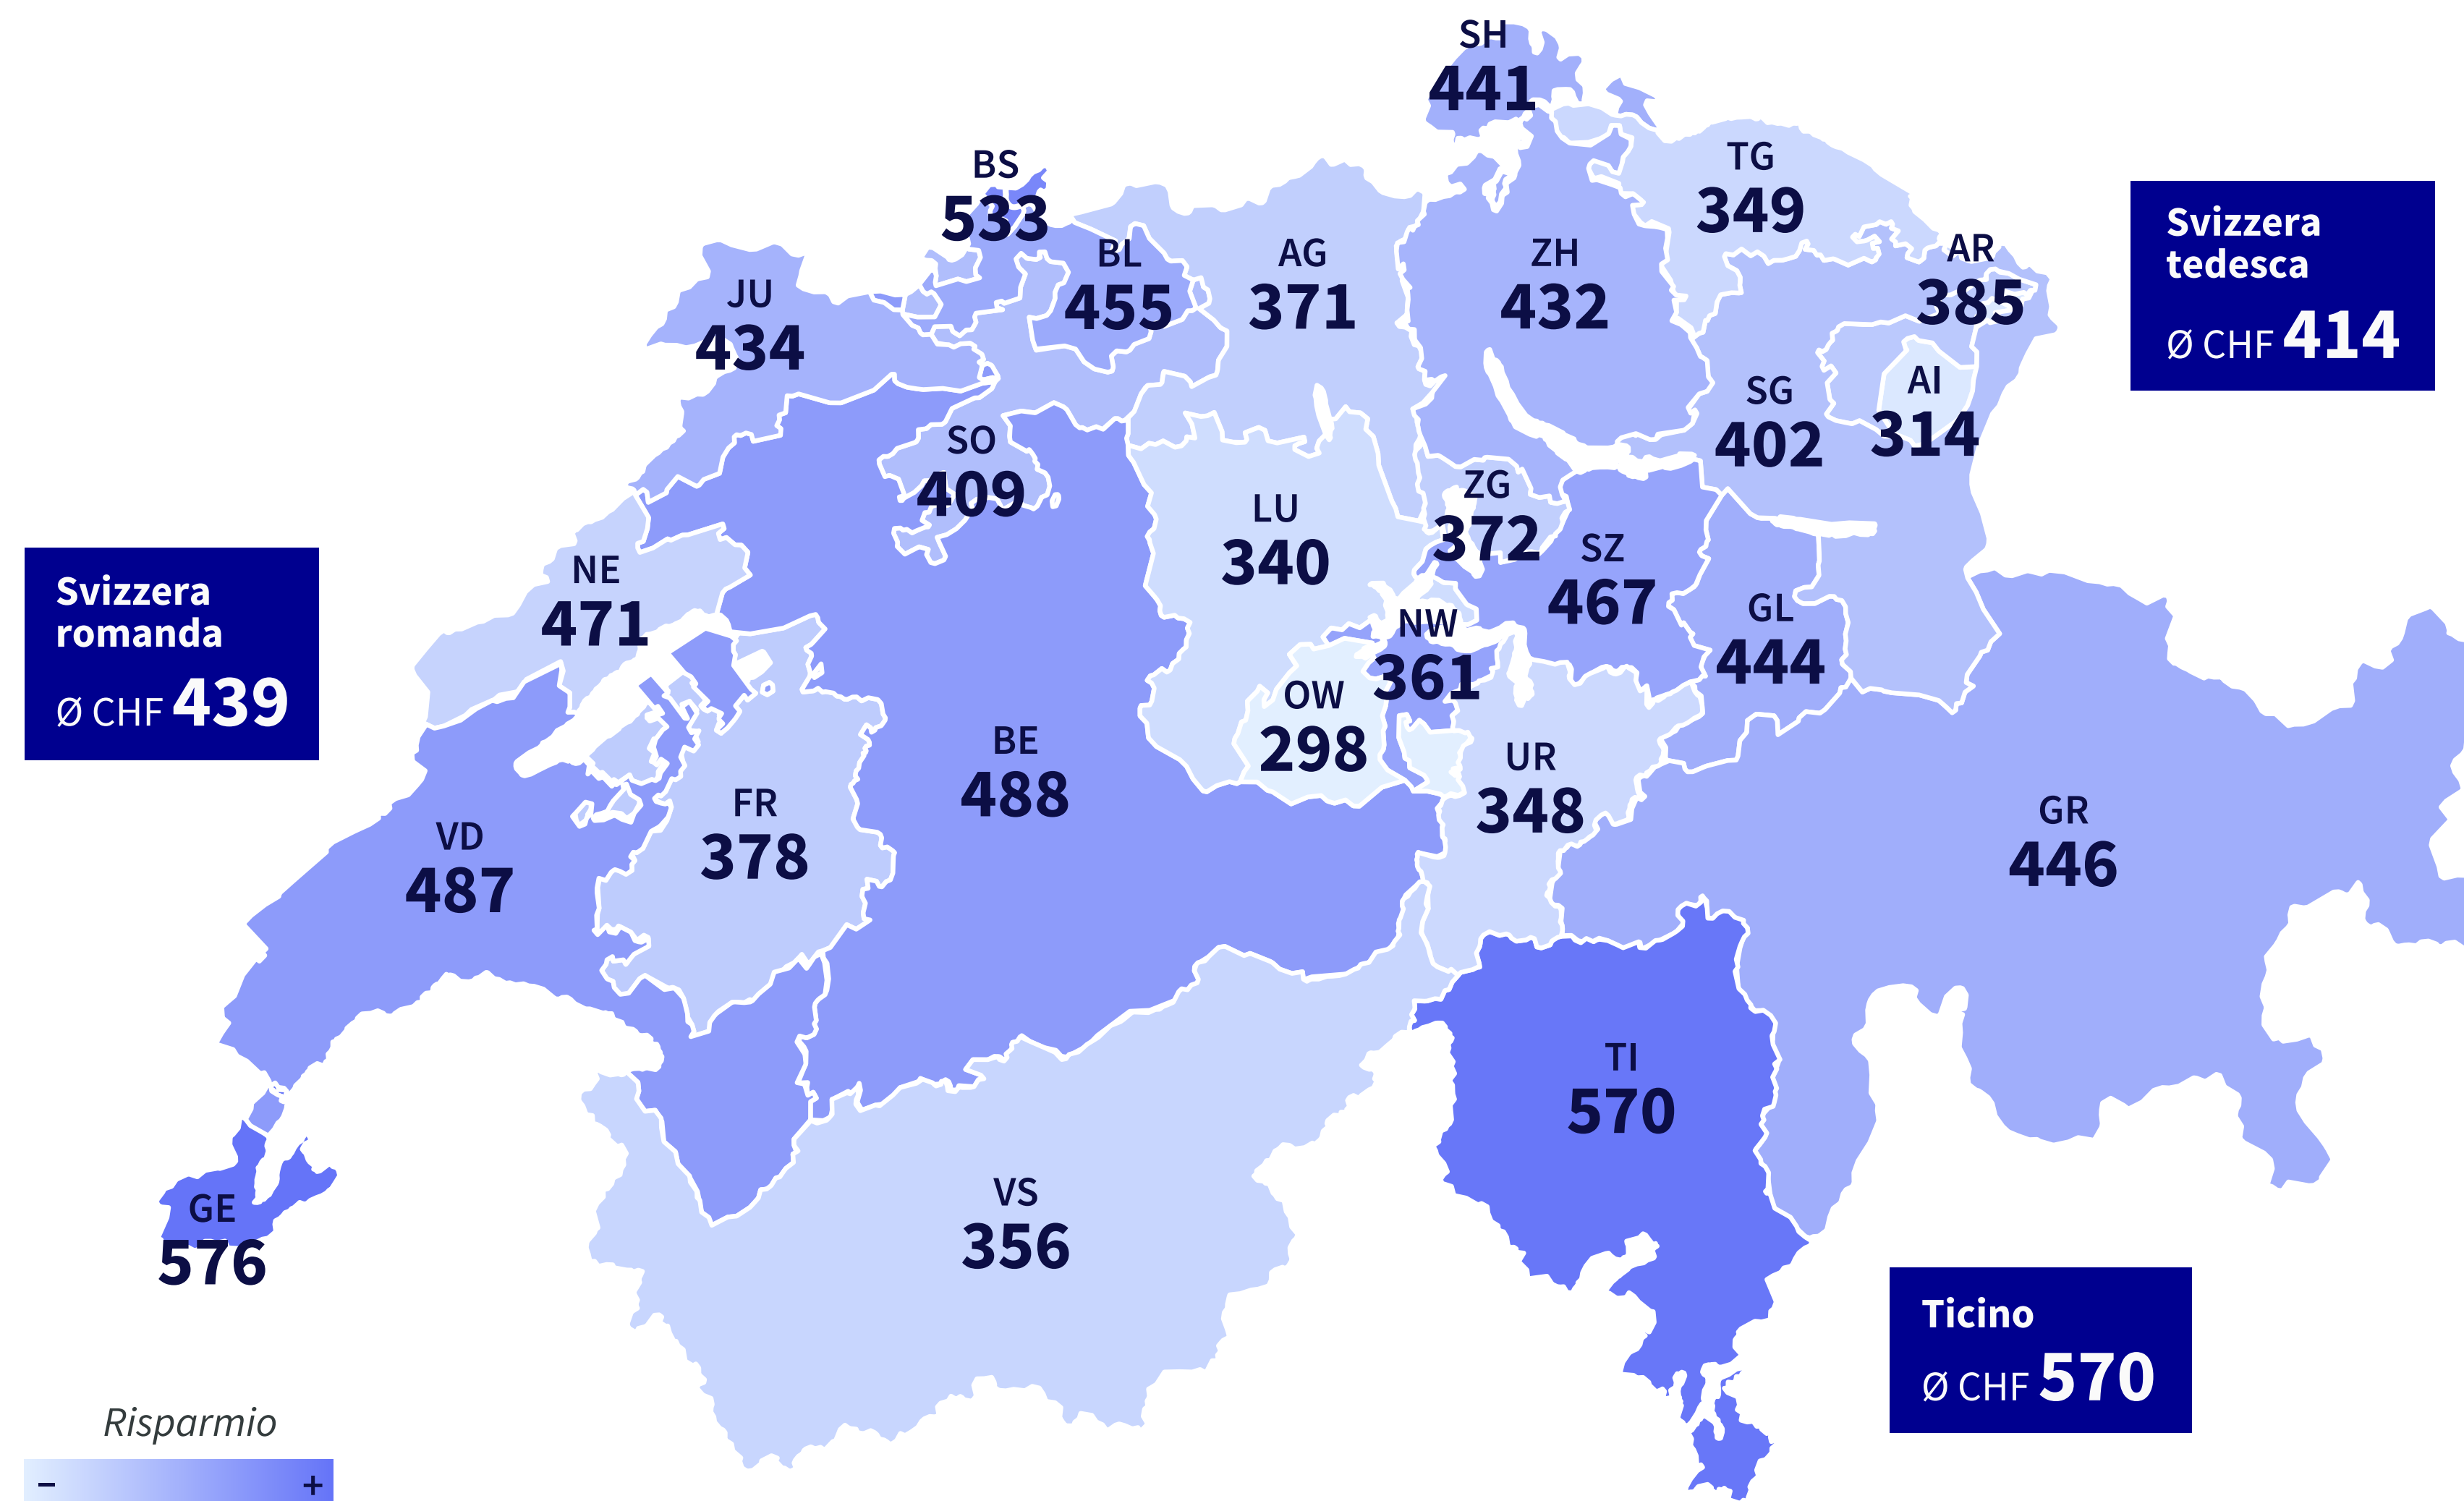 SH
441
BS
533
TG
349
Svizzera
tedesca
Ø CHF 414
BL
455
AG
371
ZH
432
AR
385
JU
434
AI
314
SG
402
SO
409
ZG
372
LU
340
SZ
467
NE
471
Svizzera
romanda
Ø CHF 439
NW
361
GL
444
OW
298
BE
488
UR
348
FR
378
VD
487
GR
446
TI
570
VS
356
GE
576
Ticino
Ø CHF 570
Risparmio
− +